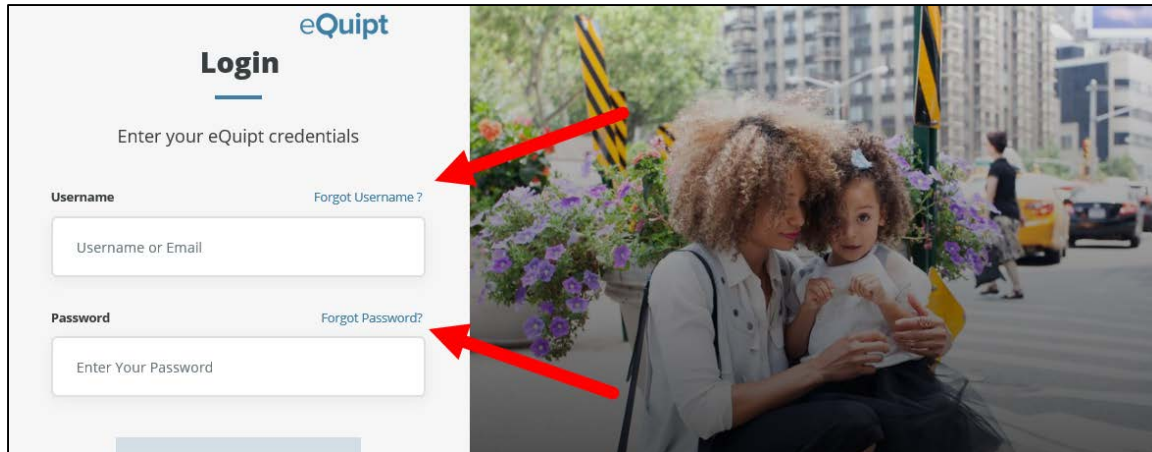 eQuipt
Login
Enter your eQuipt credentials
Username
Forgot Username ?
Username or Email
Password
Forgot Password?
Enter Your Password